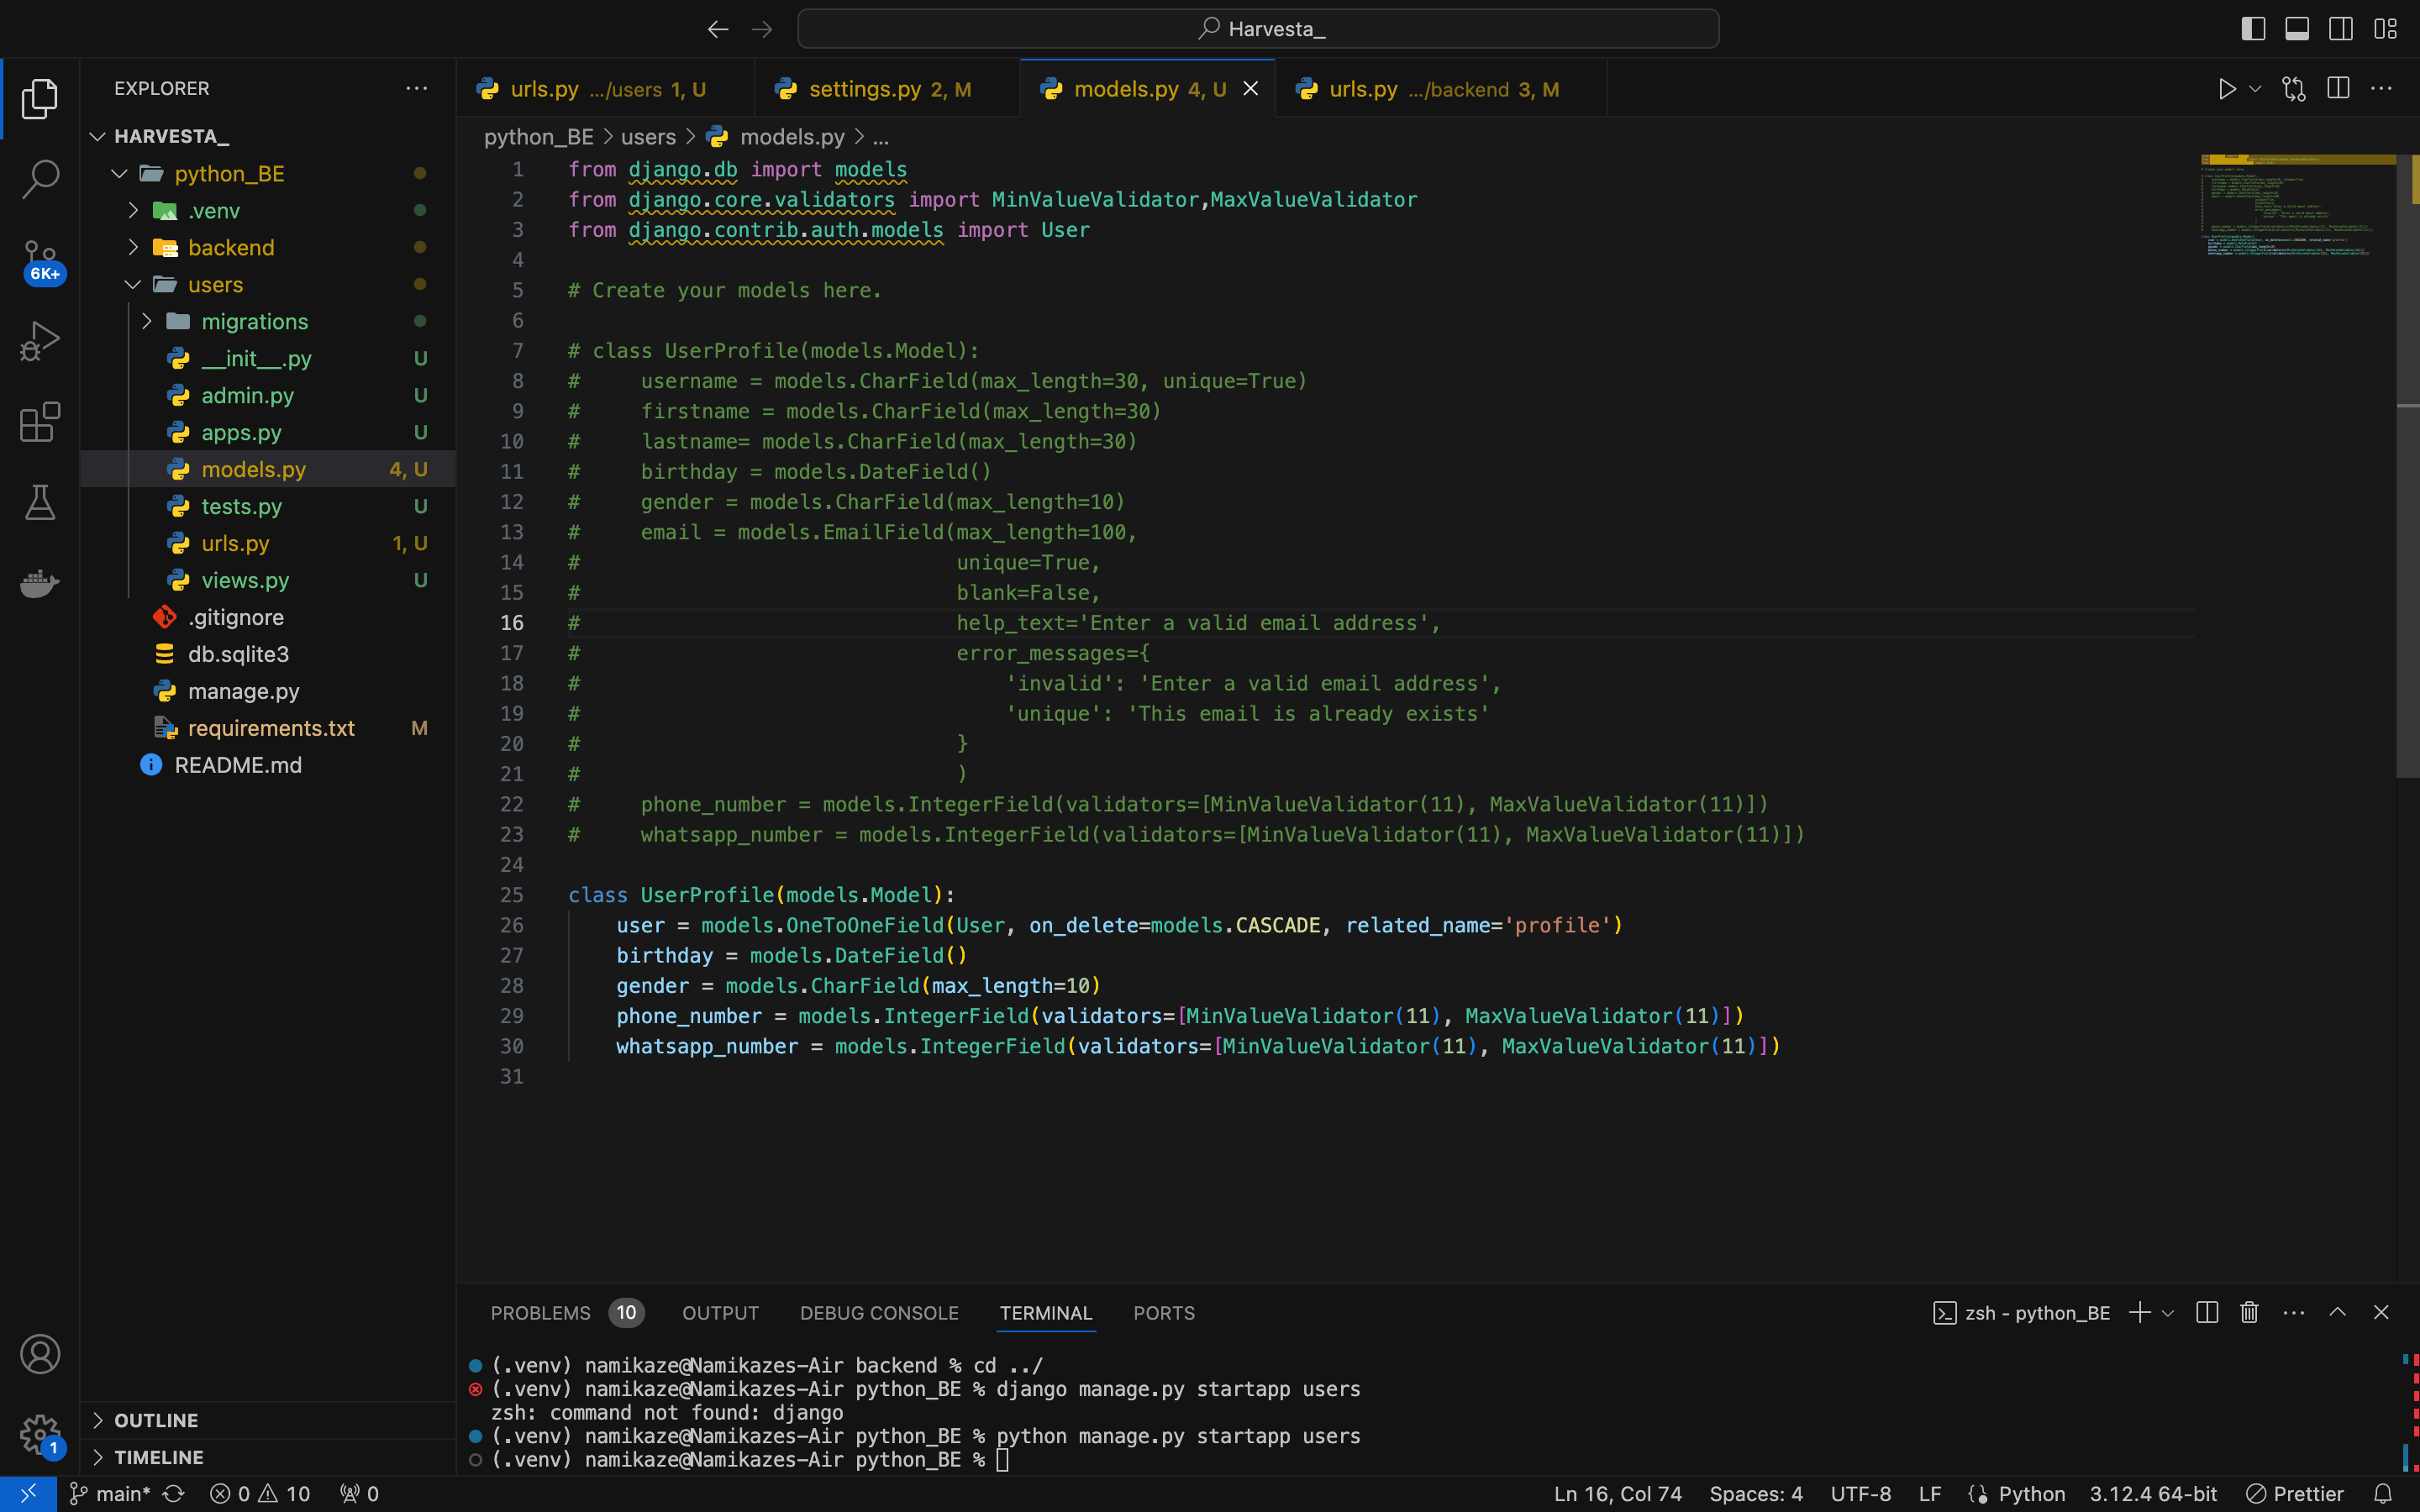 Harvesta_
EXPLORER
HARVESTA_
python_BE
.venv
backend
users
migrations
__init__.py U
admin.py U
apps.py U
models.py 4, U
tests.py U
urls.py 1, U
views.py U
.gitignore
db.sqlite3
manage.py
requirements.txt M
README.md
OUTLINE
TIMELINE
6K+
1
urls.py .../users 1, U
settings.py 2, M
models.py 4, U
urls.py .../backend 3, M
python_BE > users > models.py > ...
1 from django.db import models
2 from django.core.validators import MinValueValidator,MaxValueValidator
3 from django.contrib.auth.models import User
4
5 # Create your models here.
6
7 # class UserProfile(models.Model):
8 #     username = models.CharField(max_length=30, unique=True)
9 #     firstname = models.CharField(max_length=30)
10 #     lastname= models.CharField(max_length=30)
11 #     birthday = models.DateField()
12 #     gender = models.CharField(max_length=10)
13 #     email = models.EmailField(max_length=100,
14 #                               unique=True,
15 #                               blank=False,
16 #                               help_text='Enter a valid email address',
17 #                               error_messages={
18 #                                   'invalid': 'Enter a valid email address',
19 #                                   'unique': 'This email is already exists'
20 #                               }
21 #                               )
22 #     phone_number = models.IntegerField(validators=[MinValueValidator(11), MaxValueValidator(11)])
23 #     whatsapp_number = models.IntegerField(validators=[MinValueValidator(11), MaxValueValidator(11)])
24
25 class UserProfile(models.Model):
26     user = models.OneToOneField(User, on_delete=models.CASCADE, related_name='profile')
27     birthday = models.DateField()
28     gender = models.CharField(max_length=10)
29     phone_number = models.IntegerField(validators=[MinValueValidator(11), MaxValueValidator(11)])
30     whatsapp_number = models.IntegerField(validators=[MinValueValidator(11), MaxValueValidator(11)])
31
PROBLEMS 10 OUTPUT DEBUG CONSOLE TERMINAL PORTS
zsh - python_BE
(.venv) namikaze@Namikazes-Air backend % cd ../
(.venv) namikaze@Namikazes-Air python_BE % django manage.py startapp users
zsh: command not found: django
(.venv) namikaze@Namikazes-Air python_BE % python manage.py startapp users
(.venv) namikaze@Namikazes-Air python_BE %
main* 0 10 0
Ln 16, Col 74 Spaces: 4 UTF-8 LF Python 3.12.4 64-bit Prettier